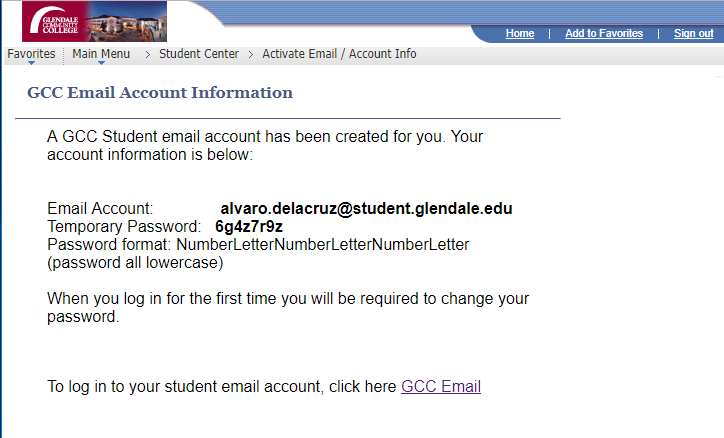 GLENDALE
COMMUNITY
COLLEGE
Home | Add to Favorites | Sign out
Favorites Main Menu > Student Center > Activate Email / Account Info
GCC Email Account Information
A GCC Student email account has been created for you. Your
account information is below:
Email Account: alvaro.delacruz@student.glendale.edu
Temporary Password: 6g4z7r9z
Password format: NumberLetterNumberLetterNumberLetter
(password all lowercase)
When you log in for the first time you will be required to change your
password.
To log in to your student email account, click here GCC Email